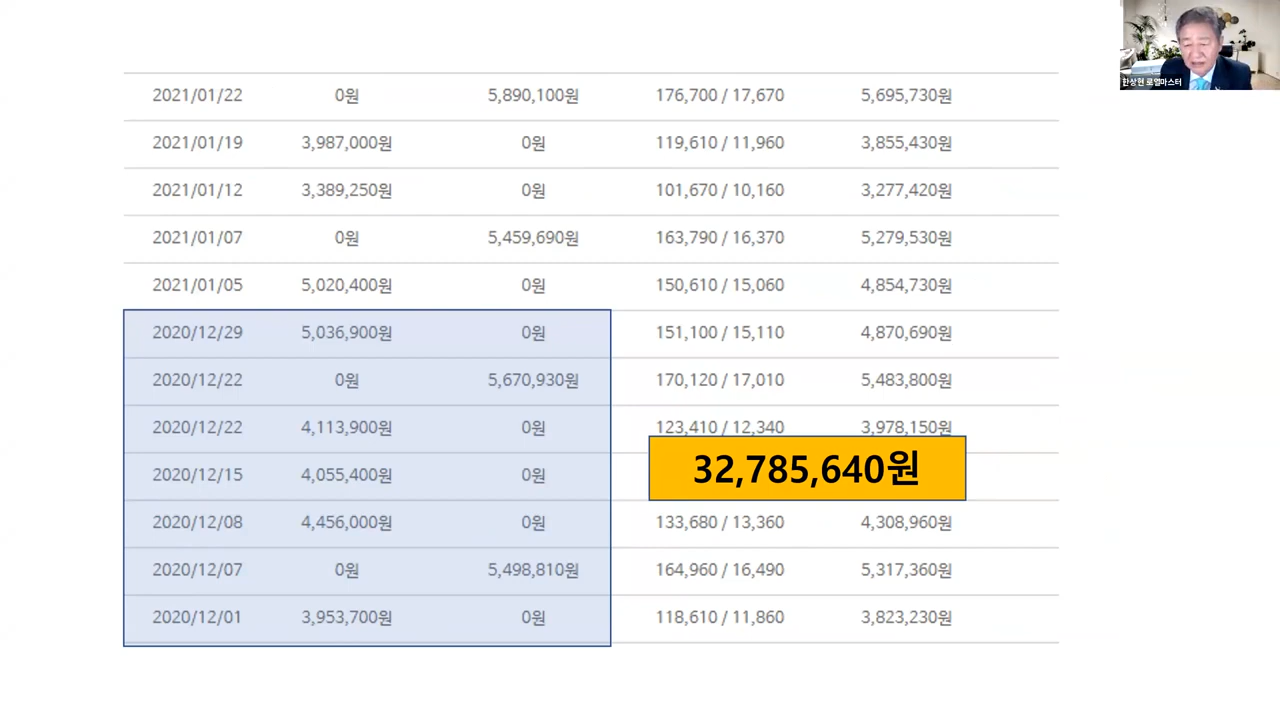 한상현 로열마스터
2021/01/22 0원 5,890,100원 176,700 / 17,670 5,695,730원
2021/01/19 3,987,000원 0원 119,610 / 11,960 3,855,430원
2021/01/12 3,389,250원 0원 101,670 / 10,160 3,277,420원
2021/01/07 0원 5,459,690원 163,790 / 16,370 5,279,530원
2021/01/05 5,020,400원 0원 150,610 / 15,060 4,854,730원
2020/12/29 5,036,900원 0원 151,100 / 15,110 4,870,690원
2020/12/22 0원 5,670,930원 170,120 / 17,010 5,483,800원
2020/12/22 4,113,900원 0원 123,410 / 12,340 3,978,150원
2020/12/15 4,055,400원 0원
32,785,640원
2020/12/08 4,456,000원 0원 133,680 / 13,360 4,308,960원
2020/12/07 0원 5,498,810원 164,960 / 16,490 5,317,360원
2020/12/01 3,953,700원 0원 118,610 / 11,860 3,823,230원